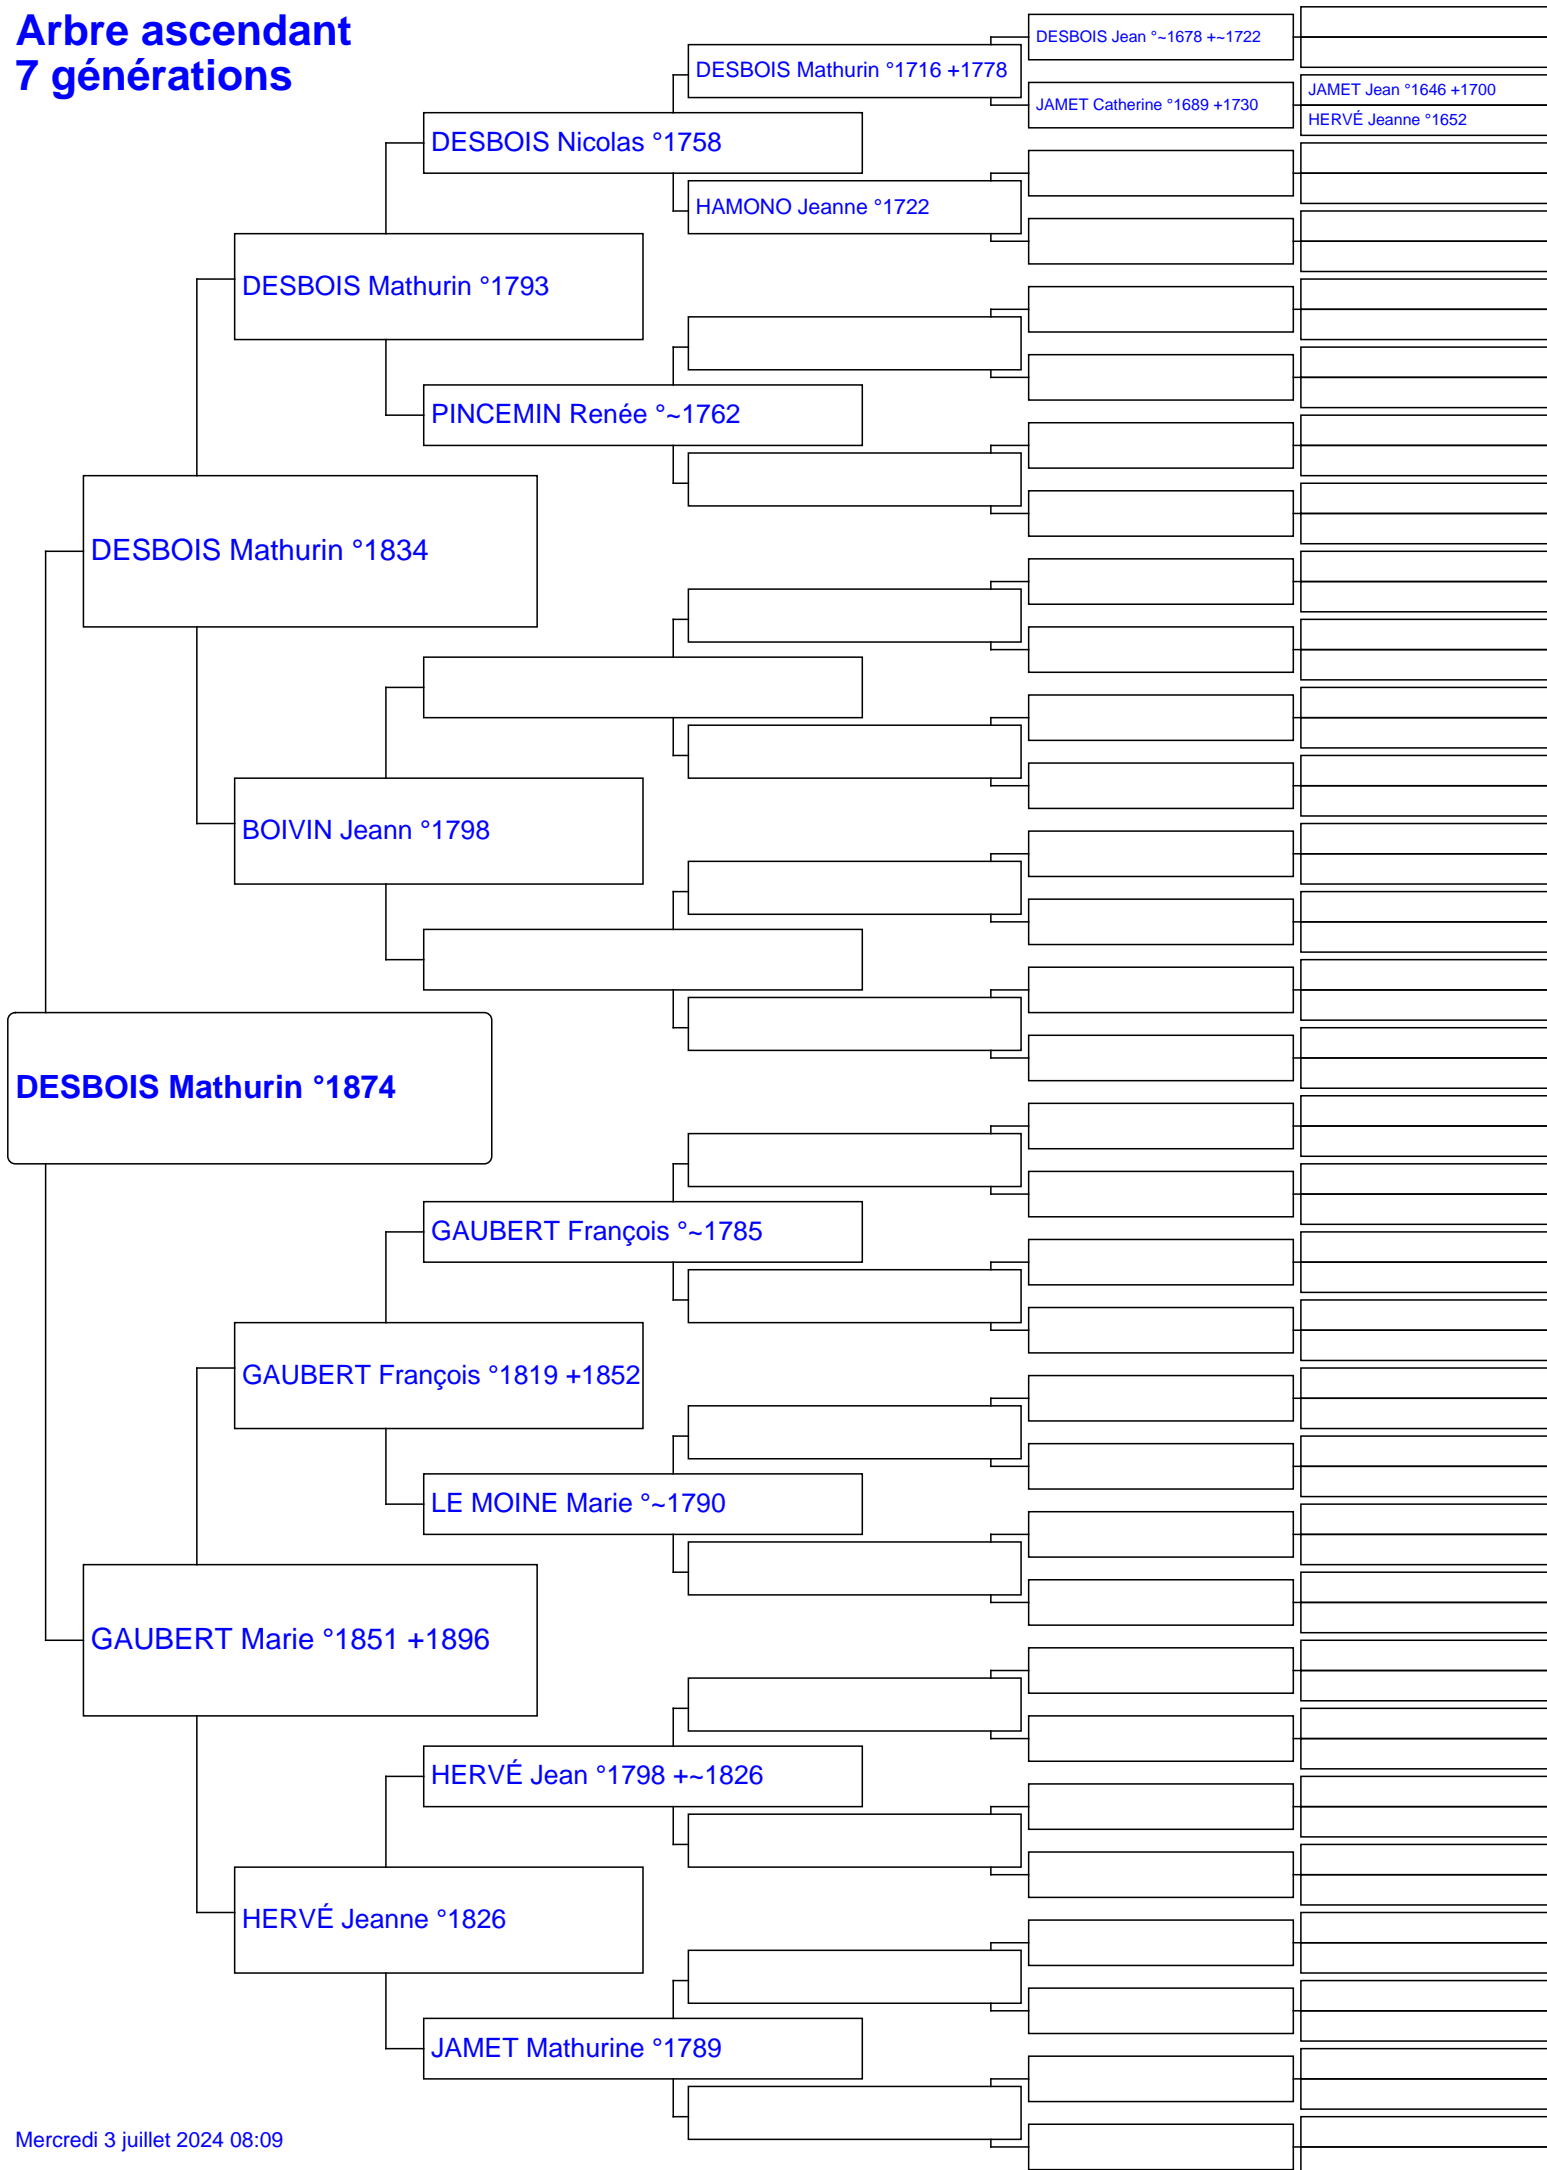 Arbre ascendant
7 générations
DESBOIS Jean °~1678 +~1722
DESBOIS Mathurin °1716 +1778
JAMET Jean °1646 +1700
JAMET Catherine °1689 +1730
HERVÉ Jeanne °1652
DESBOIS Nicolas °1758
HAMONO Jeanne °1722
DESBOIS Mathurin °1793
PINCEMIN Renée °~1762
DESBOIS Mathurin °1834
BOIVIN Jeann °1798
DESBOIS Mathurin °1874
GAUBERT François °~1785
GAUBERT François °1819 +1852
LE MOINE Marie °~1790
GAUBERT Marie °1851 +1896
HERVÉ Jean °1798 +~1826
HERVÉ Jeanne °1826
JAMET Mathurine °1789
Mercredi 3 juillet 2024 08:09